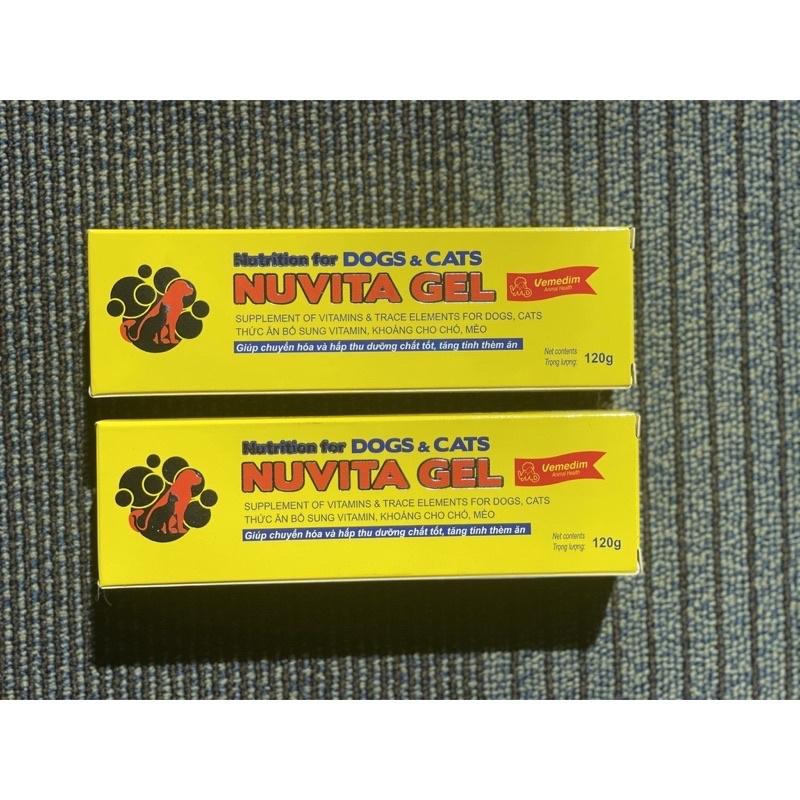 Nutrition for DOGS & CATS
NUVITA GEL
Vemedim
Animal Health
SUPPLEMENT OF VITAMINS & TRACE ELEMENTS FOR DOGS, CATS
THỨC ĂN BỔ SUNG VITAMIN, KHOÁNG CHO CHÓ, MÈO
Giúp chuyển hóa và hấp thu dưỡng chất tốt, tăng tính thèm ăn
Net contents
Trọng lượng: 120g
Nutrition for DOGS & CATS
NUVITA GEL
Vemedim
Animal Health
SUPPLEMENT OF VITAMINS & TRACE ELEMENTS FOR DOGS, CATS
THỨC ĂN BỔ SUNG VITAMIN, KHOÁNG CHO CHÓ, MÈO
Giúp chuyển hóa và hấp thu dưỡng chất tốt, tăng tính thèm ăn
Net contents
Trọng lượng: 120g